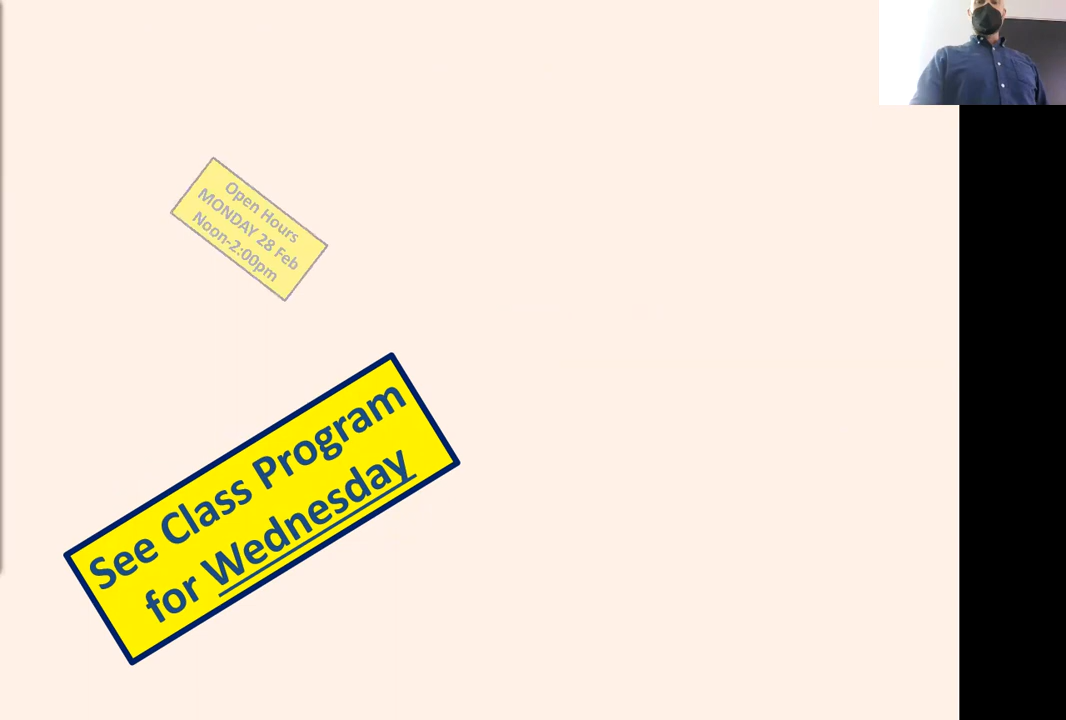 Open Hours
MONDAY 28 Feb
Noon-2:00pm
See Class Program
for Wednesday